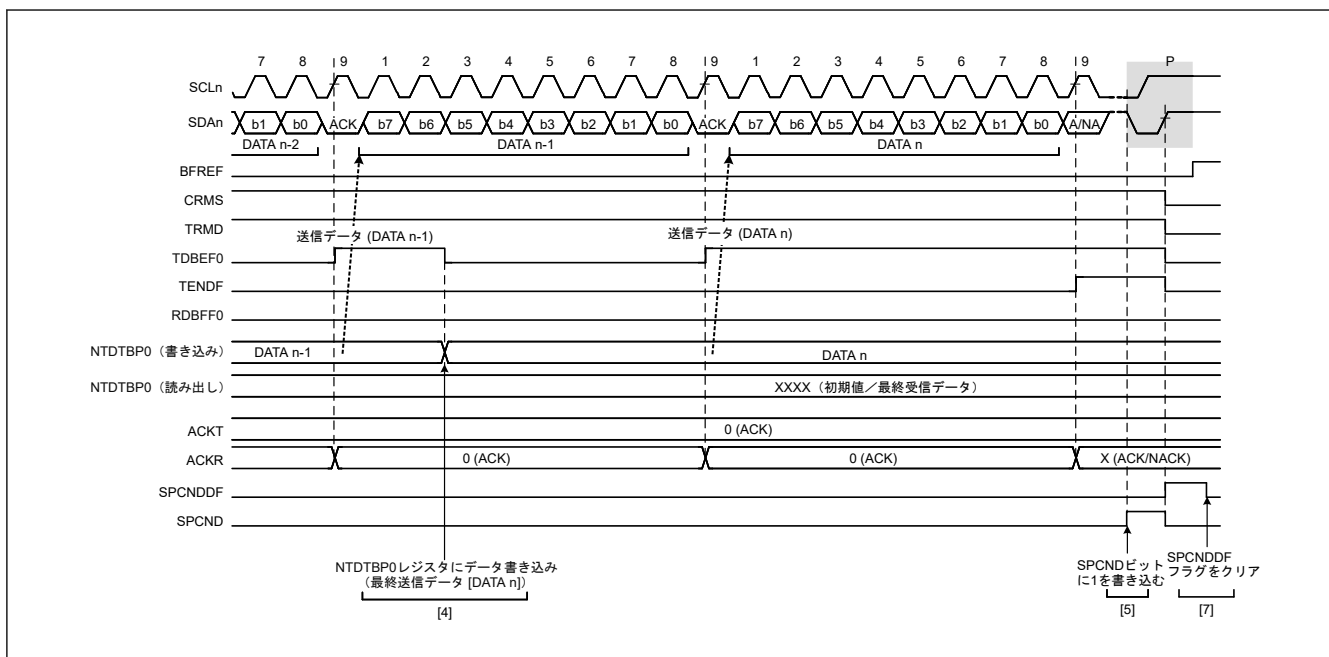 7 8 9 1 2 3 4 5 6 7 8 9 1 2 3 4 5 6 7 8 9 P
SCLn
SDAn b1 b0 ACK b7 b6 b5 b4 b3 b2 b1 b0 ACK b7 b6 b5 b4 b3 b2 b1 b0 A/NA
DATA n-2 DATA n-1 DATA n
BFREF
CRMS
TRMD
送信データ (DATA n-1) 送信データ (DATA n)
TDBEF0
TENDF
RDBFF0
NTDTBP0(書き込み) DATA n-1 DATA n
NTDTBP0(読み出し) XXXX(初期値/最終受信データ)
ACKT 0 (ACK)
ACKR 0 (ACK) 0 (ACK) X (ACK/NACK)
SPCNDDF
SPCND
NTDTBP0レジスタにデータ書き込み
(最終送信データ [DATA n])
[4]
SPCNDビット
に1を書き込む
[5]
SPCNDDF
フラグをクリア
[7]